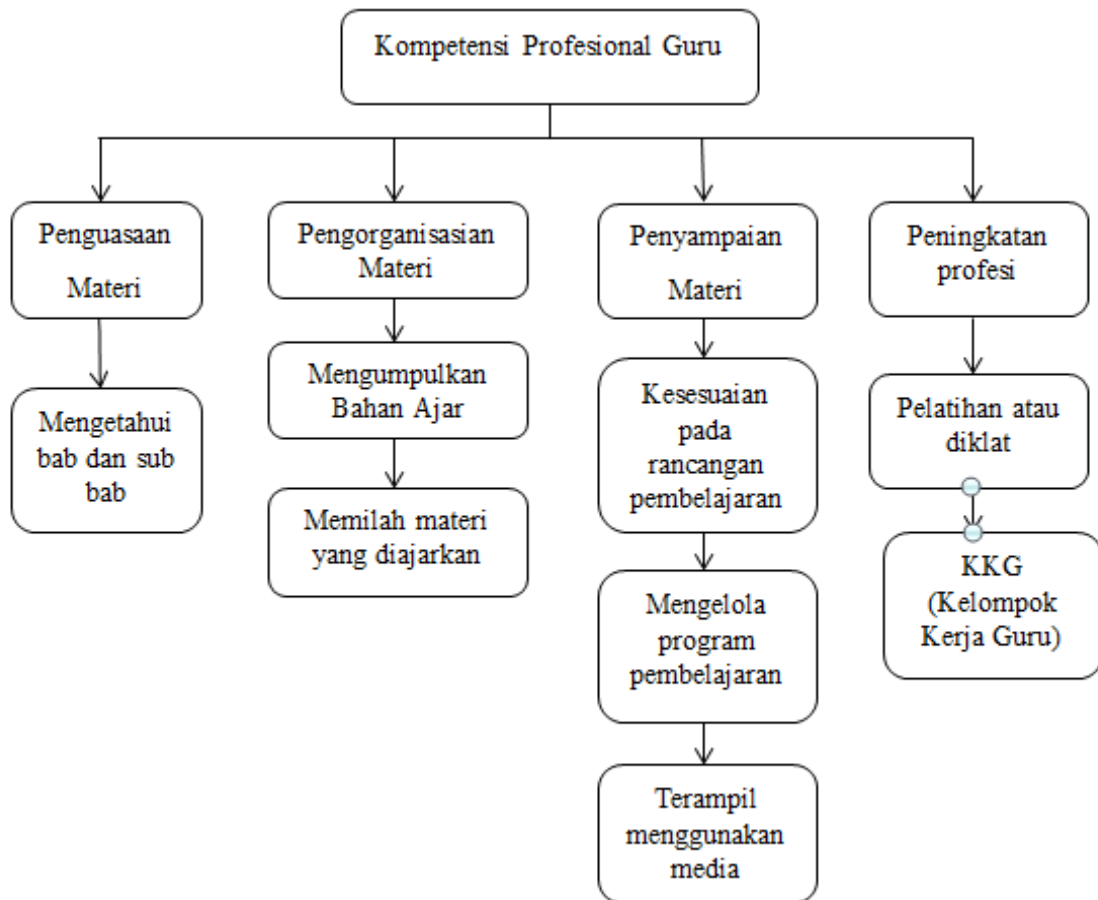 Kompetensi Profesional Guru
Penguasaan
Materi
Pengorganisasian
Materi
Penyampaian
Materi
Peningkatan
profesi
Mengetahui
bab dan sub
bab
Mengumpulkan
Bahan Ajar
Memilah materi
yang diajarkan
Kesesuaian
pada
rancangan
pembelajaran
Mengelola
program
pembelajaran
Terampil
menggunakan
media
Pelatihan atau
diklat
KKG
(Kelompok
Kerja Guru)